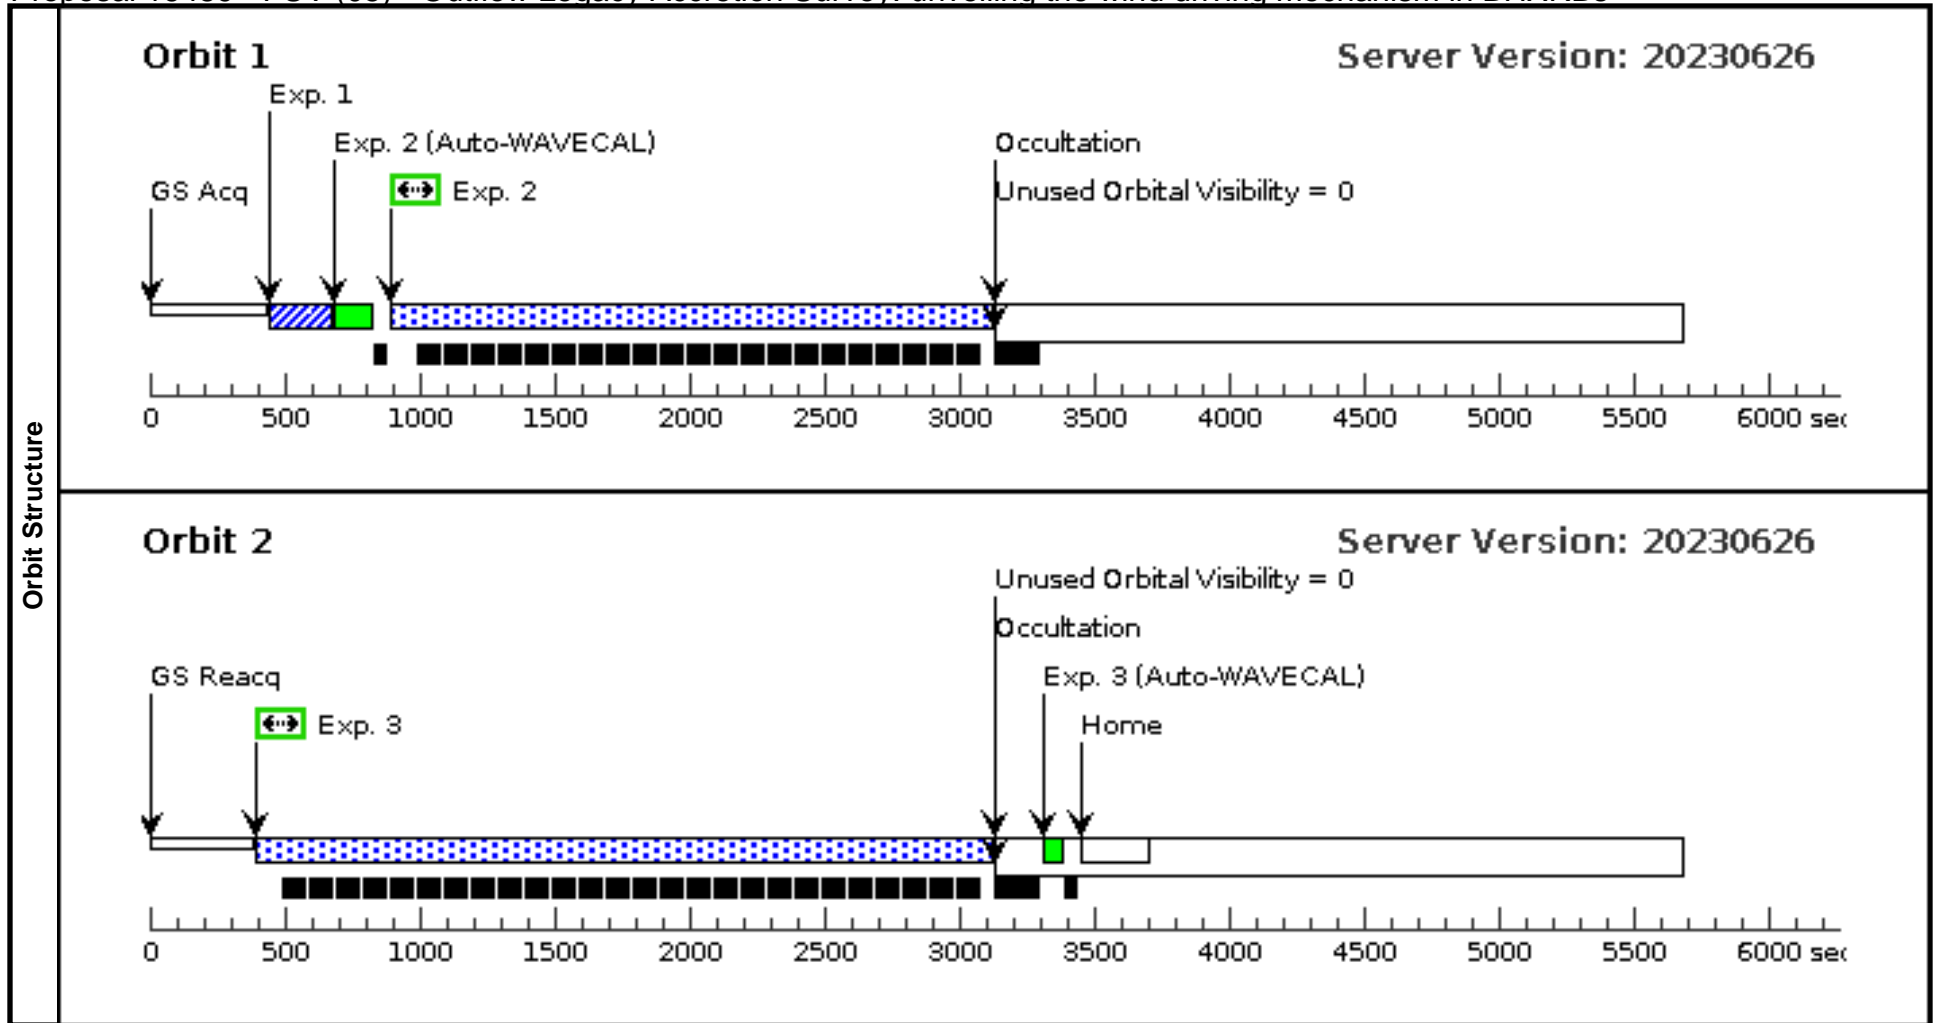 Orbit Structure
Orbit 1
Server Version: 20230626
Exp. 1
Exp. 2 (Auto-WAVECAL)
Occultation
GS Acq
Exp. 2
Unused Orbital Visibility = 0
0 500 1000 1500 2000 2500 3000 3500 4000 4500 5000 5500 6000 sec
Orbit 2
Server Version: 20230626
Unused Orbital Visibility = 0
Occultation
GS Reacq
Exp. 3 (Auto-WAVECAL)
Exp. 3
Home
0 500 1000 1500 2000 2500 3000 3500 4000 4500 5000 5500 6000 sec